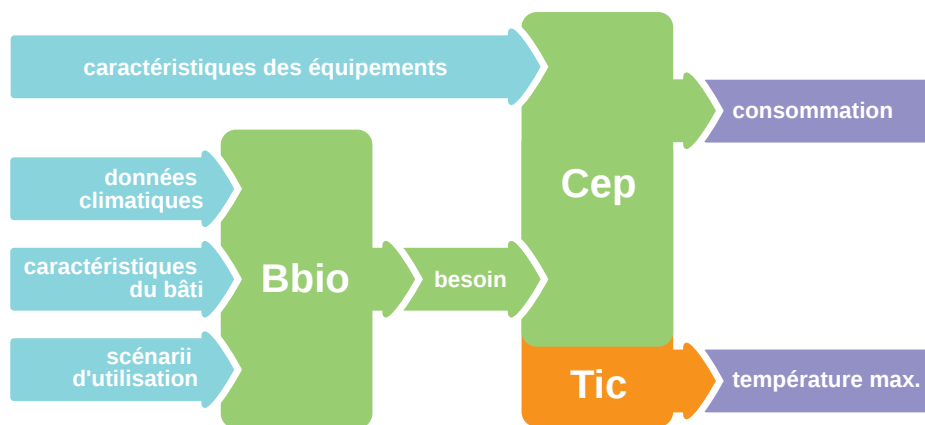 caractéristiques des équipements
consommation
données
climatiques
Cep
caractéristiques
du bâti
Bbio
besoin
scénarii
d'utilisation
Tic
température max.